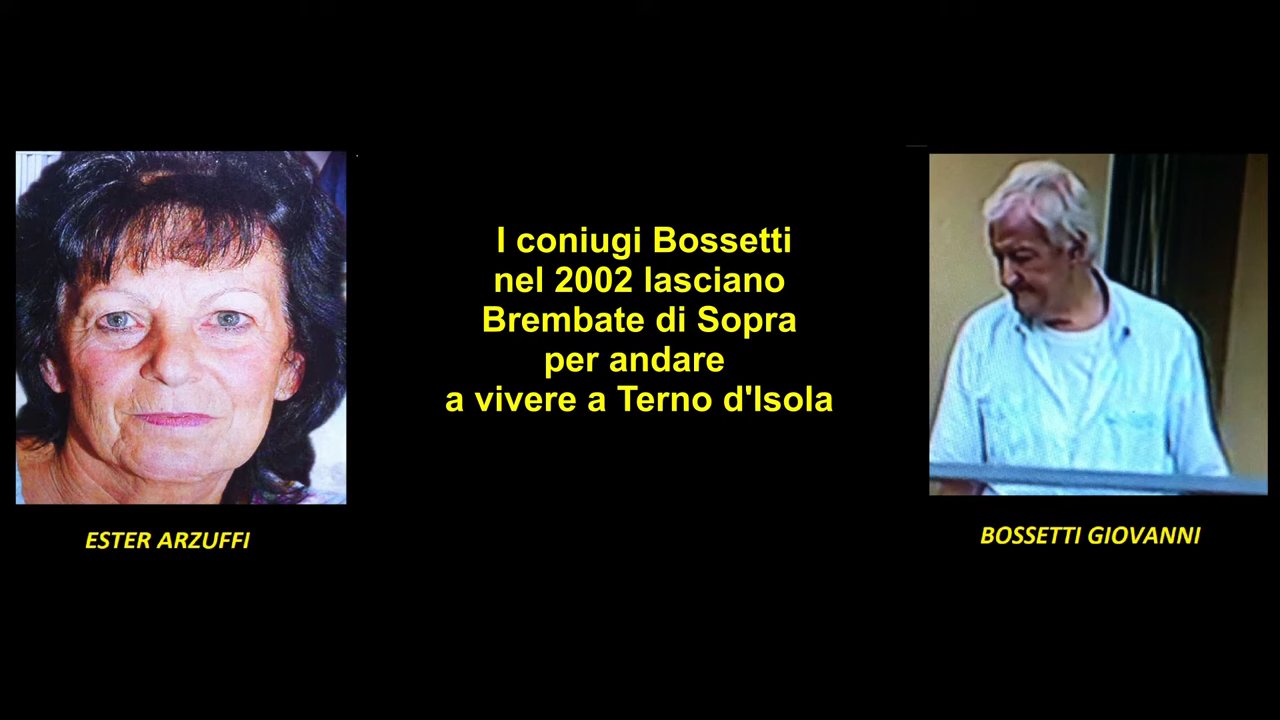 I coniugi Bossetti
nel 2002 lasciano
Brembate di Sopra
per andare
a vivere a Terno d'Isola
ESTER ARZUFFI
BOSSETTI GIOVANNI